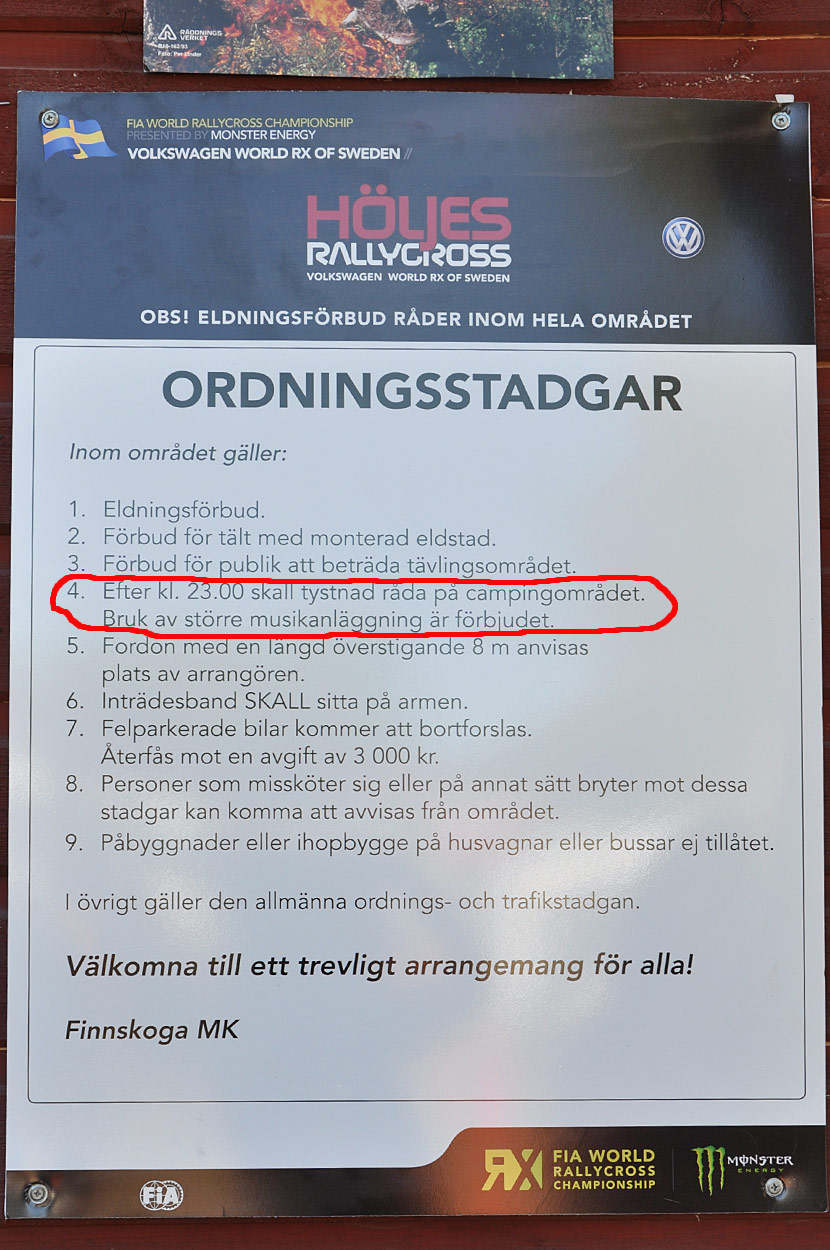 RÄDDNINGS
VERKET
Foto: Per Linder
FIA WORLD RALLYCROSS CHAMPIONSHIP
PRESENTED BY MONSTER ENERGY
VOLKSWAGEN WORLD RX OF SWEDEN //
HÖLJES
RALLYCROSS
VOLKSWAGEN WORLD RX OF SWEDEN
OBS! ELDNINGSFÖRBUD RÅDER INOM HELA OMRÅDET
ORDNINGSSTADGAR
Inom området gäller:
1. Eldningsförbud.
2. Förbud för tält med monterad eldstad.
3. Förbud för publik att beträda tävlingsområdet.
4. Efter kl. 23.00 skall tystnad råda på campingområdet.
Bruk av större musikanläggning är förbjudet.
5. Fordon med en längd överstigande 8 m anvisas
plats av arrangören.
6. Inträdesband SKALL sitta på armen.
7. Felparkerade bilar kommer att bortforslas.
Återfås mot en avgift av 3 000 kr.
8. Personer som missköter sig eller på annat sätt bryter mot dessa
stadgar kan komma att avvisas från området.
9. Påbyggnader eller ihopbygge på husvagnar eller bussar ej tillåtet.
I övrigt gäller den allmänna ordnings- och trafikstadgan.
Välkomna till ett trevligt arrangemang för alla!
Finnskoga MK
FIA
RX
FIA WORLD
RALLYCROSS
CHAMPIONSHIP
MONSTER
ENERGY